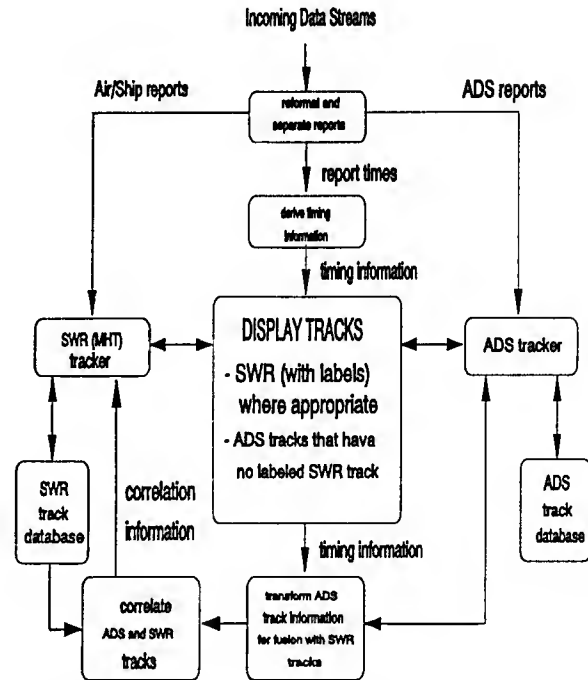 Incoming Data Streams
Air/Ship reports
ADS reports
reformat and
separate reports
report times
derive timing
information
timing information
SWR (MHT)
tracker
DISPLAY TRACKS
- SWR (with labels)
where appropriate
- ADS tracks that hava
no labeled SWR track
ADS tracker
SWR
track
database
correlation
information
ADS
track
database
timing information
correlate
ADS and SWR
tracks
transform ADS
track information
for fusion with SWR
tracks